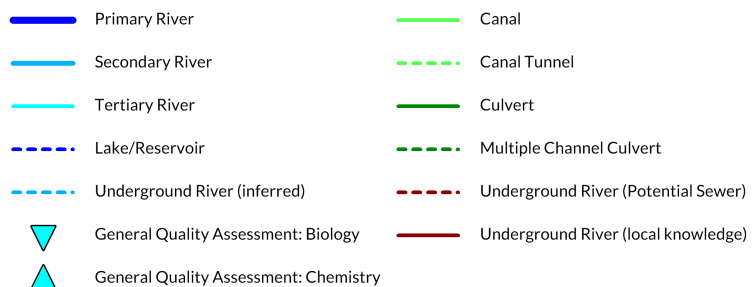 Primary River
Secondary River
Tertiary River
Lake/Reservoir
Underground River (inferred)
General Quality Assessment: Biology
General Quality Assessment: Chemistry
Canal
Canal Tunnel
Culvert
Multiple Channel Culvert
Underground River (Potential Sewer)
Underground River (local knowledge)